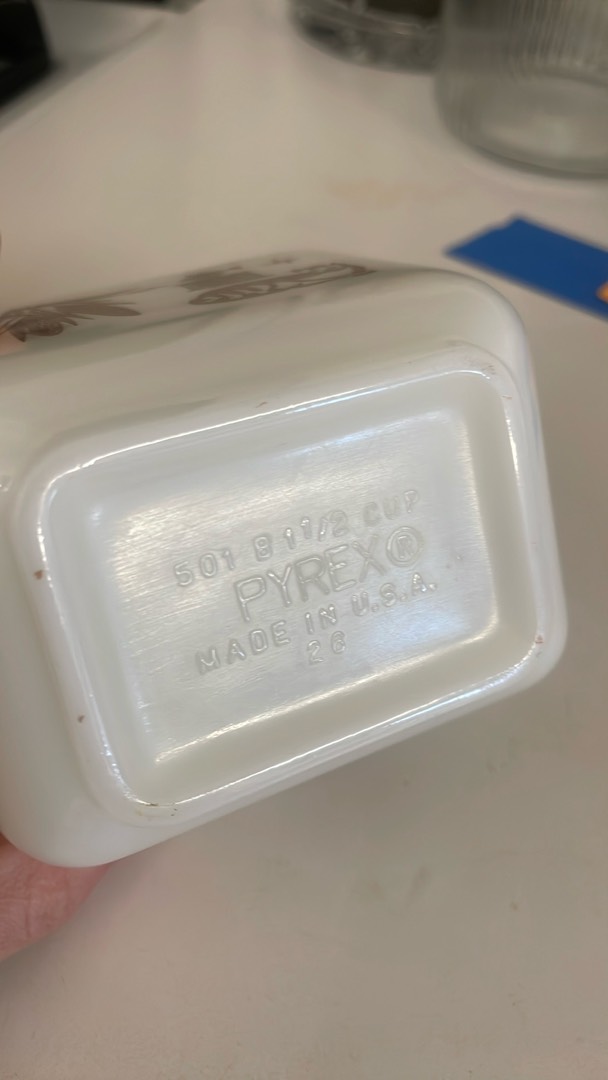 501 B 1 1/2 CUP
PYREX®
MADE IN U.S.A.
26